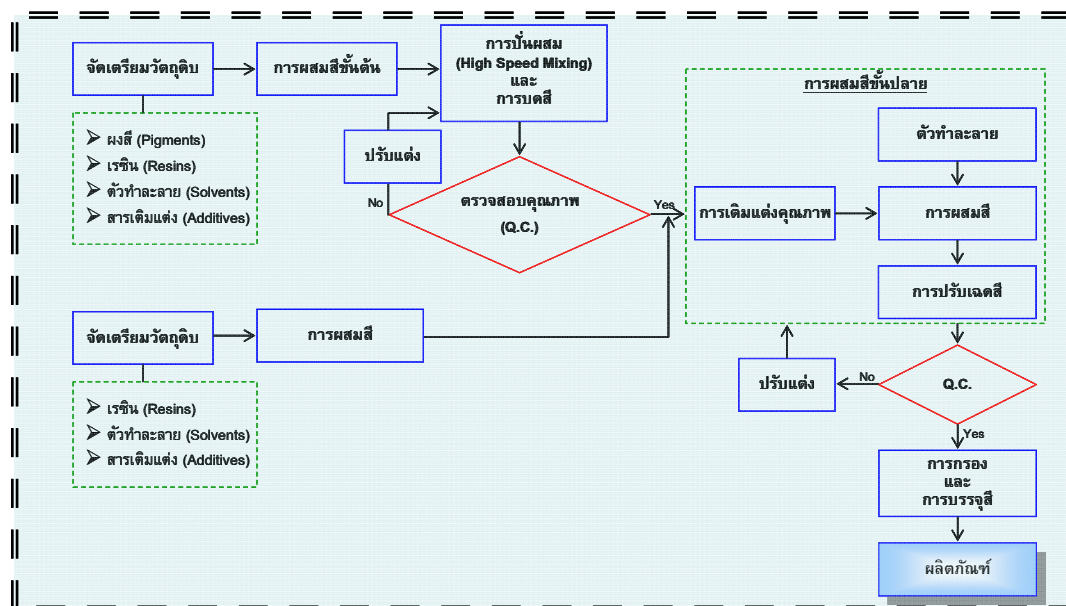 จัดเตรียมวัตถุดิบ
การผสมสีขั้นต้น
การปั่นผสม
(High Speed Mixing)
และ
การบดสี
➢ ผงสี (Pigments)
➢ เรซิน (Resins)
➢ ตัวทำละลาย (Solvents)
➢ สารเติมแต่ง (Additives)
ปรับแต่ง
No
ตรวจสอบคุณภาพ
(Q.C.)
Yes
การผสมสีขั้นปลาย
ตัวทำละลาย
การเติมแต่งคุณภาพ
การผสมสี
การปรับเฉดสี
จัดเตรียมวัตถุดิบ
การผสมสี
➢ เรซิน (Resins)
➢ ตัวทำละลาย (Solvents)
➢ สารเติมแต่ง (Additives)
ปรับแต่ง
No
Q.C.
Yes
การกรอง
และ
การบรรจุสี
ผลิตภัณฑ์